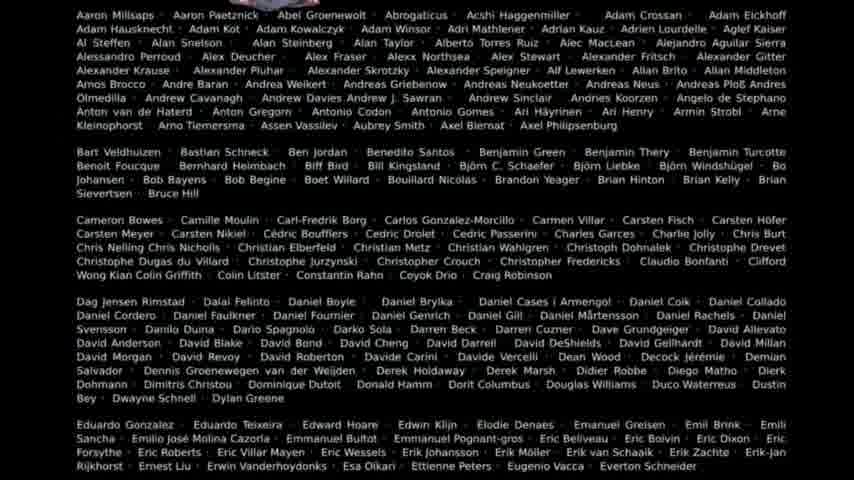 Aaron Millsaps · Aaron Paetznick · Abel Groenewolt · Abrogaticus · Acshi Haggenmiller · Adam Crossan · Adam Eickhoff
Adam Hausknecht · Adam Kot · Adam Kowalczyk · Adam Winsor · Adri Mathlener · Adrian Kauz · Adrien Lourdelle · Aglef Kaiser
Al Steffen · Alan Snelson · Alan Steinberg · Alan Taylor · Alberto Torres Ruiz · Alec MacLean · Alejandro Aguilar Sierra
Alessandro Perroud · Alex Deucher · Alex Fraser · Alexx Northsea · Alex Stewart · Alexander Fritsch · Alexander Gitter
Alexander Krause · Alexander Pluhar · Alexander Skrotzky · Alexander Speigner · Alf Lewerken · Allan Brito · Allan Middleton
Amos Brocco · Andre Baran · Andrea Weikert · Andreas Griebenow · Andreas Neukoetter · Andreas Neus · Andreas Ploß Andres
Olmedilla · Andrew Cavanagh · Andrew Davies Andrew J. Sawran · Andrew Sinclair · Andries Koorzen · Angelo de Stephano
Anton van de Haterd · Anton Gregorn · Antonio Codon · Antonio Gomes · Ari Häyrinen · Ari Henry · Armin Strobl · Arne
Kleinophorst · Arno Tiemersma · Assen Vassilev · Aubrey Smith · Axel Biernat · Axel Philipsenburg
Bart Veldhuizen · Bastian Schneck · Ben Jordan · Benedito Santos · Benjamin Green · Benjamin Thery · Benjamin Turcotte
Benoit Foucque · Bernhard Heimbach · Biff Bird · Bill Kingsland · Björn C. Schaefer · Björn Liebke · Björn Windshügel · Bo
Johansen · Bob Bayens · Bob Begine · Boet Willard · Bouillard Nicolas · Brandon Yeager · Brian Hinton · Brian Kelly · Brian
Sievertsen · Bruce Hill
Cameron Bowes · Camille Moulin · Carl-Fredrik Borg · Carlos Gonzalez-Morcillo · Carmen Villar · Carsten Fisch · Carsten Höfer
Carsten Meyer · Carsten Nikiel · Cédric Boufflers · Cedric Drolet · Cedric Passerini · Charles Garces · Charlie Jolly · Chris Burt
Chris Nelling Chris Nicholls · Christian Elberfeld · Christian Metz · Christian Wahlgren · Christoph Dohnalek · Christophe Drevet
Christophe Dugas du Villard · Christophe Jurzynski · Christopher Crouch · Christopher Fredericks · Claudio Bonfanti · Clifford
Wong Kian Colin Griffith · Colin Litster · Constantin Rahn · Coyok Drio · Craig Robinson
Dag Jensen Rimstad · Dalai Felinto · Daniel Boyle · Daniel Brylka · Daniel Cases i Armengol · Daniel Coik · Daniel Collado
Daniel Cordero · Daniel Faulkner · Daniel Fournier · Daniel Genrich · Daniel Gill · Daniel Mårtensson · Daniel Rachels · Daniel
Svensson · Danilo Duina · Dario Spagnolo · Darko Sola · Darren Beck · Darren Cuzner · Dave Grundgeiger · David Allevato
David Anderson · David Blake · David Bond · David Cheng · David Darrell · David DeShields · David Gellhardt · David Millan
David Morgan · David Revoy · David Roberton · Davide Carini · Davide Vercelli · Dean Wood · Decock Jérémie · Demian
Salvador · Dennis Groenewegen van der Weijden · Derek Holdaway · Derek Marsh · Didier Robbe · Diego Matho · Dierk
Dohmann · Dimitris Christou · Dominique Dutoit · Donald Hamm · Dorit Columbus · Douglas Williams · Duco Waterreus · Dustin
Bey · Dwayne Schnell · Dylan Greene
Eduardo Gonzalez · Eduardo Teixeira · Edward Hoare · Edwin Klijn · Elodie Denaes · Emanuel Greisen · Emil Brink · Emili
Sancha · Emilio José Molina Cazorla · Emmanuel Bultot · Emmanuel Pognant-gros · Eric Beliveau · Eric Boivin · Eric Dixon · Eric
Forsythe · Eric Roberts · Eric Villar Mayen · Eric Wessels · Erik Johansson · Erik Möller · Erik van Schaaik · Erik Zachte · Erik-Jan
Rijkhorst · Ernest Liu · Erwin Vanderhoydonks · Esa Oikari · Ettienne Peters · Eugenio Vacca · Everton Schneider